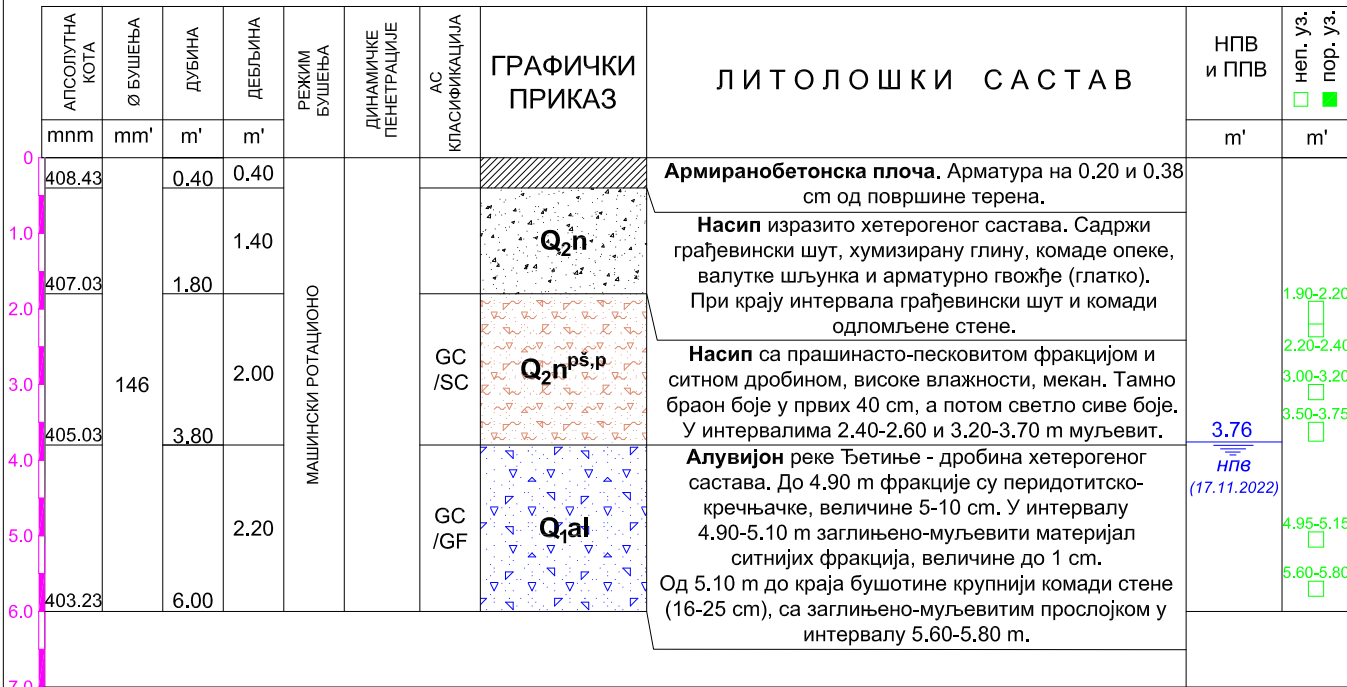 АПСОЛУТНА
КОТА
Ø БУШЕЊА
ДУБИНА
ДЕБЉИНА
РЕЖИМ
БУШЕЊА
ДИНАМИЧКЕ
ПЕНЕТРАЦИЈЕ
АС
КЛАСИФИКАЦИЈА
ГРАФИЧКИ
ПРИКАЗ
ЛИТОЛОШКИ САСТАВ
НПВ
и ППВ
неп. уз.
пор. уз.
mnm
mm'
m'
m'
m'
m'
0
1.0
2.0
3.0
4.0
5.0
6.0
7.0
408.43
407.03
405.03
403.23
146
0.40
1.80
3.80
6.00
0.40
1.40
2.00
2.20
МАШИНСКИ РОТАЦИОНО
GC
/SC
GC
/GF
Q2n
Q2n pš,p
Q1al
Армиранобетонска плоча. Арматура на 0.20 и 0.38
cm од површине терена.
Насип изразито хетерогеног састава. Садржи
грађевински шут, хумизирану глину, комаде опеке,
валутке шљунка и арматурно гвожђе (глатко).
При крају интервала грађевински шут и комади
одломљене стене.
Насип са прашинасто-песковитом фракцијом и
ситном дробином, високе влажности, мекан. Тамно
браон боје у првих 40 cm, а потом светло сиве боје.
У интервалима 2.40-2.60 и 3.20-3.70 m муљевит.
Алувијон реке Ђетиње - дробина хетерогеног
састава. До 4.90 m фракције су перидотитско-
кречњачке, величине 5-10 cm. У интервалу
4.90-5.10 m заглињено-муљевити материјал
ситнијих фракција, величине до 1 cm.
Од 5.10 m до краја бушотине крупнији комади стене
(16-25 cm), са заглињено-муљевитим прослојком у
интервалу 5.60-5.80 m.
3.76
нпв
(17.11.2022)
1.90-2.20
2.20-2.40
3.00-3.20
3.50-3.75
4.95-5.15
5.60-5.80